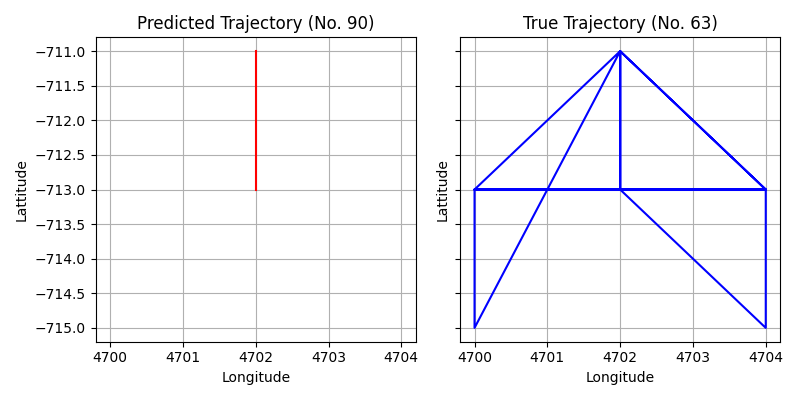 Predicted Trajectory (No. 90)
True Trajectory (No. 63)
Lattitude
−711.0
−711.5
−712.0
−712.5
−713.0
−713.5
−714.0
−714.5
−715.0
4700 4701 4702 4703 4704
Longitude
Lattitude
4700 4701 4702 4703 4704
Longitude